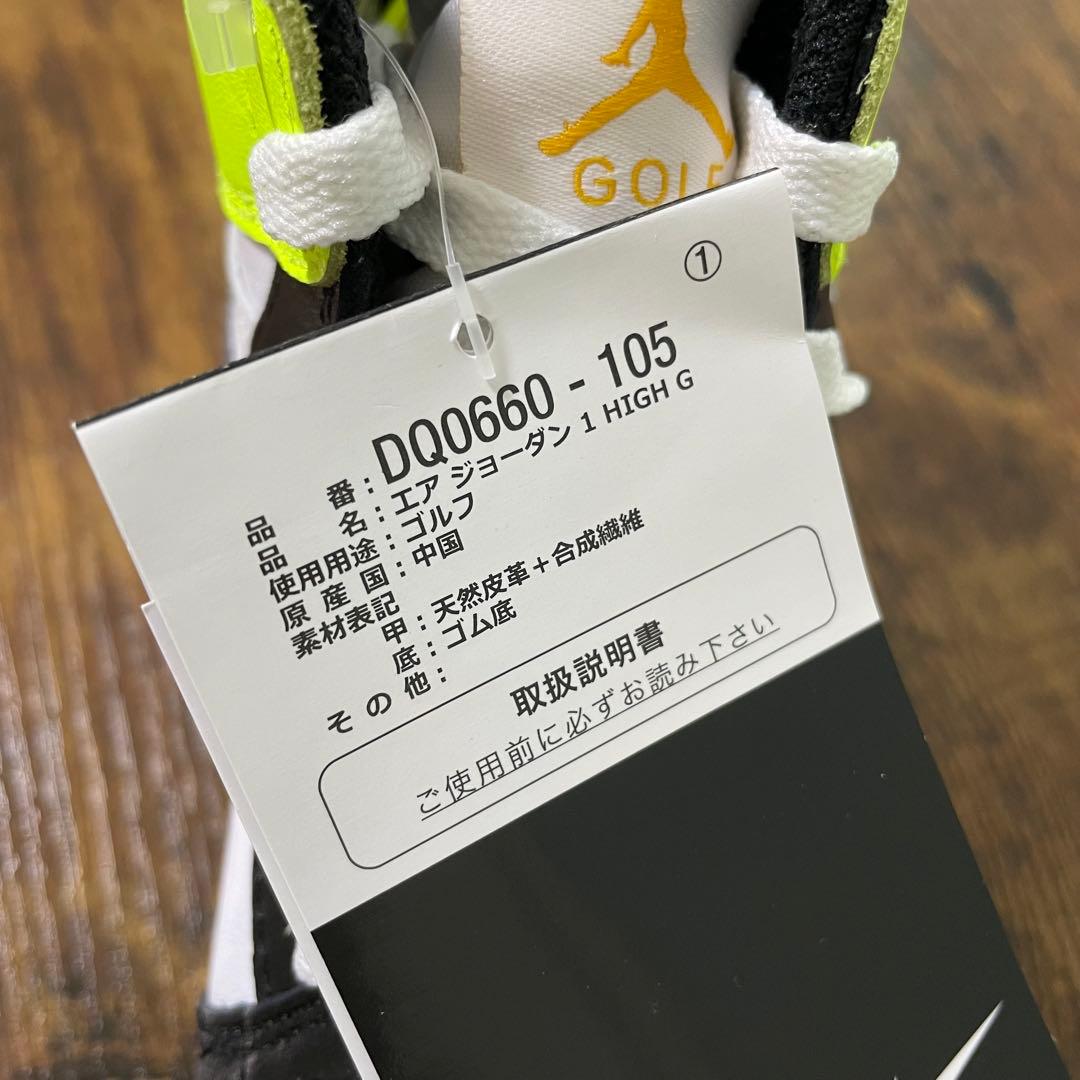 GOLF
①
品 番：DQ0660 - 105
品 名：エア ジョーダン 1 HIGH G
使用用途：ゴルフ
原 産 国：中国
素材表記
甲：天然皮革＋合成繊維
底：ゴム底
そ の 他：
取扱説明書
ご使用前に必ずお読み下さい